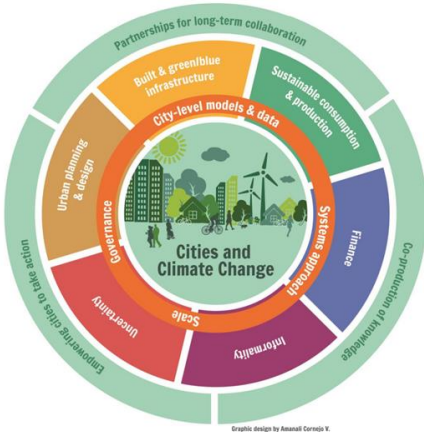 Partnerships for long-term collaboration
Built & green/blue
infrastructure
Sustainable consumption
& production
City-level models & data
Urban planning
& design
Governance
Systems approach
Finance
Cities and
Climate Change
Scale
Uncertainty
Informality
Empowering cities to take action
Co-production of knowledge
Graphic design by Amanali Cornejo V.